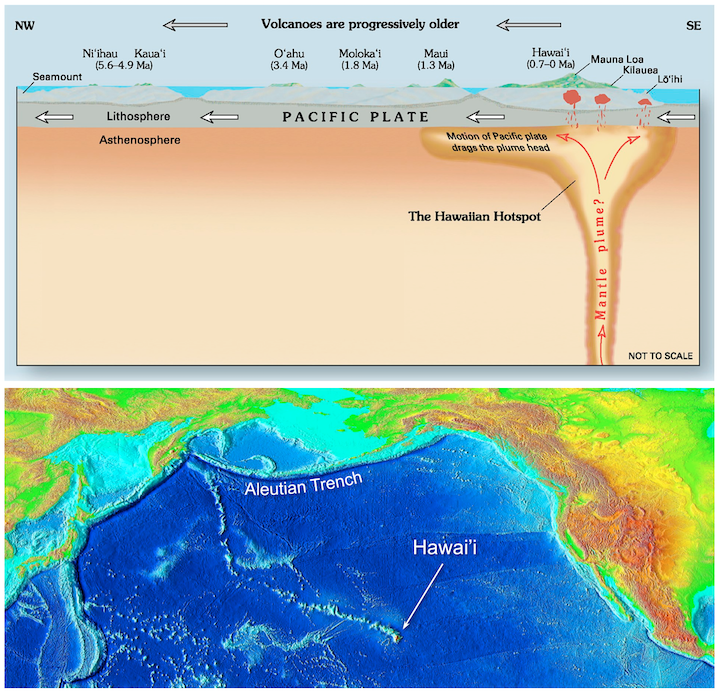 NW
Volcanoes are progressively older
SE
Ni'ihau
Kaua'i
(5.6–4.9 Ma)
O'ahu
(3.4 Ma)
Moloka'i
(1.8 Ma)
Maui
(1.3 Ma)
Hawai'i
(0.7–0 Ma)
Mauna Loa
Kilauea
Lō'ihi
Seamount
Lithosphere
PACIFIC PLATE
Asthenosphere
Motion of Pacific plate
drags the plume head
The Hawaiian Hotspot
Mantle plume?
NOT TO SCALE
Aleutian Trench
Hawai'i